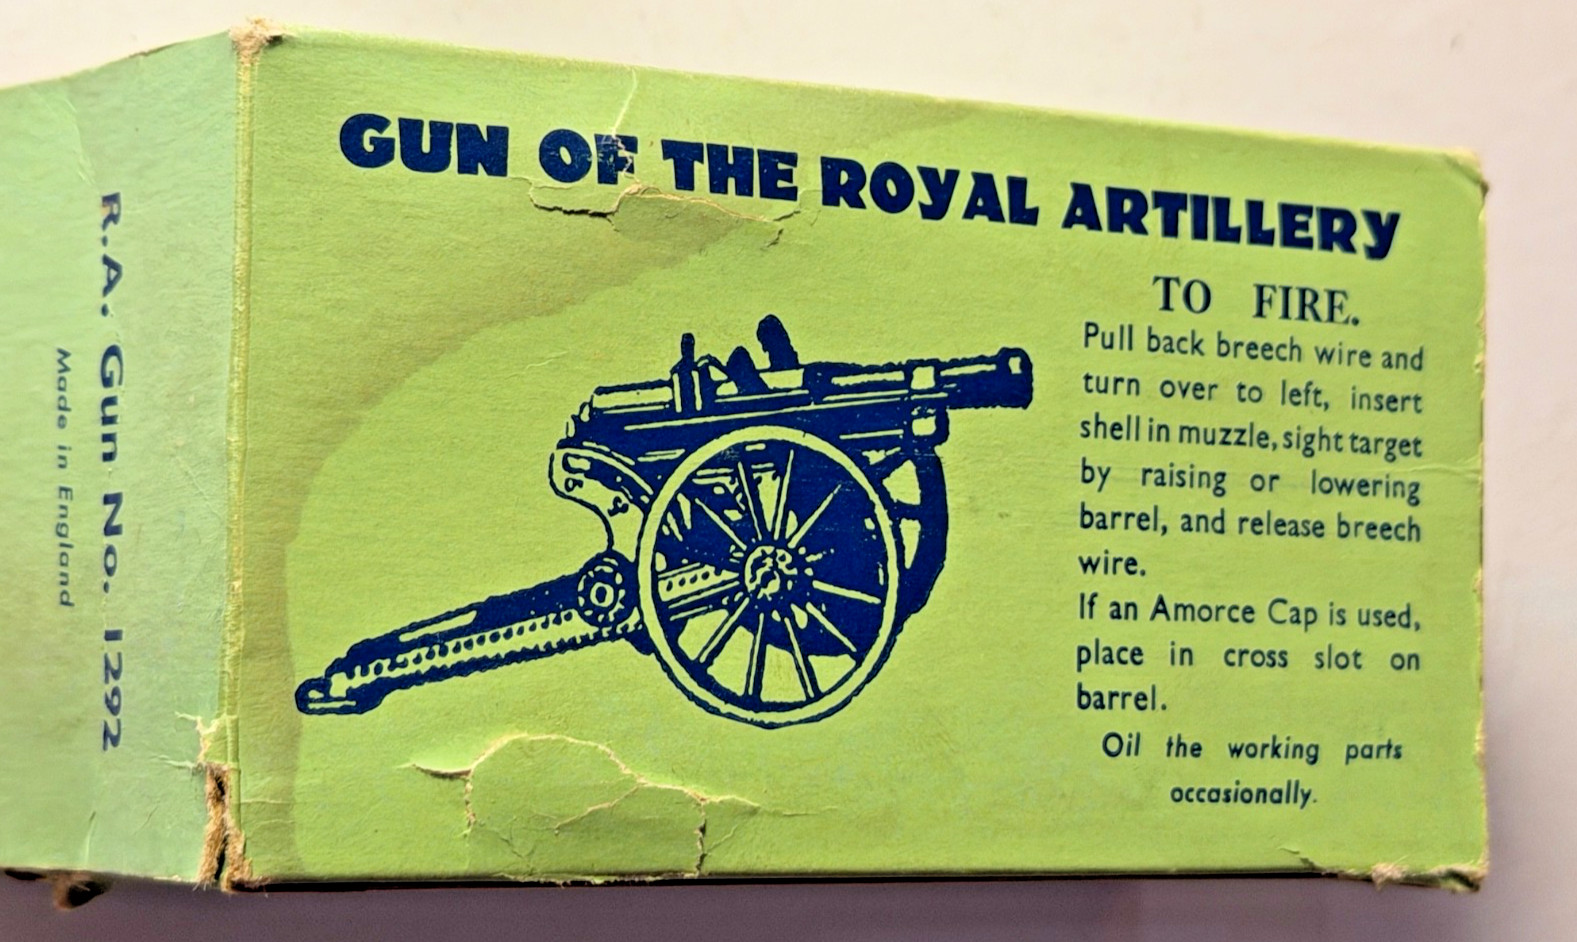 GUN OF THE ROYAL ARTILLERY
TO FIRE.
Pull back breech wire and
turn over to left, insert
shell in muzzle, sight target
by raising or lowering
barrel, and release breech
wire.
If an Amorce Cap is used,
place in cross slot on
barrel.
Oil the working parts
occasionally.
R.A. Gun No. 1292
Made in England